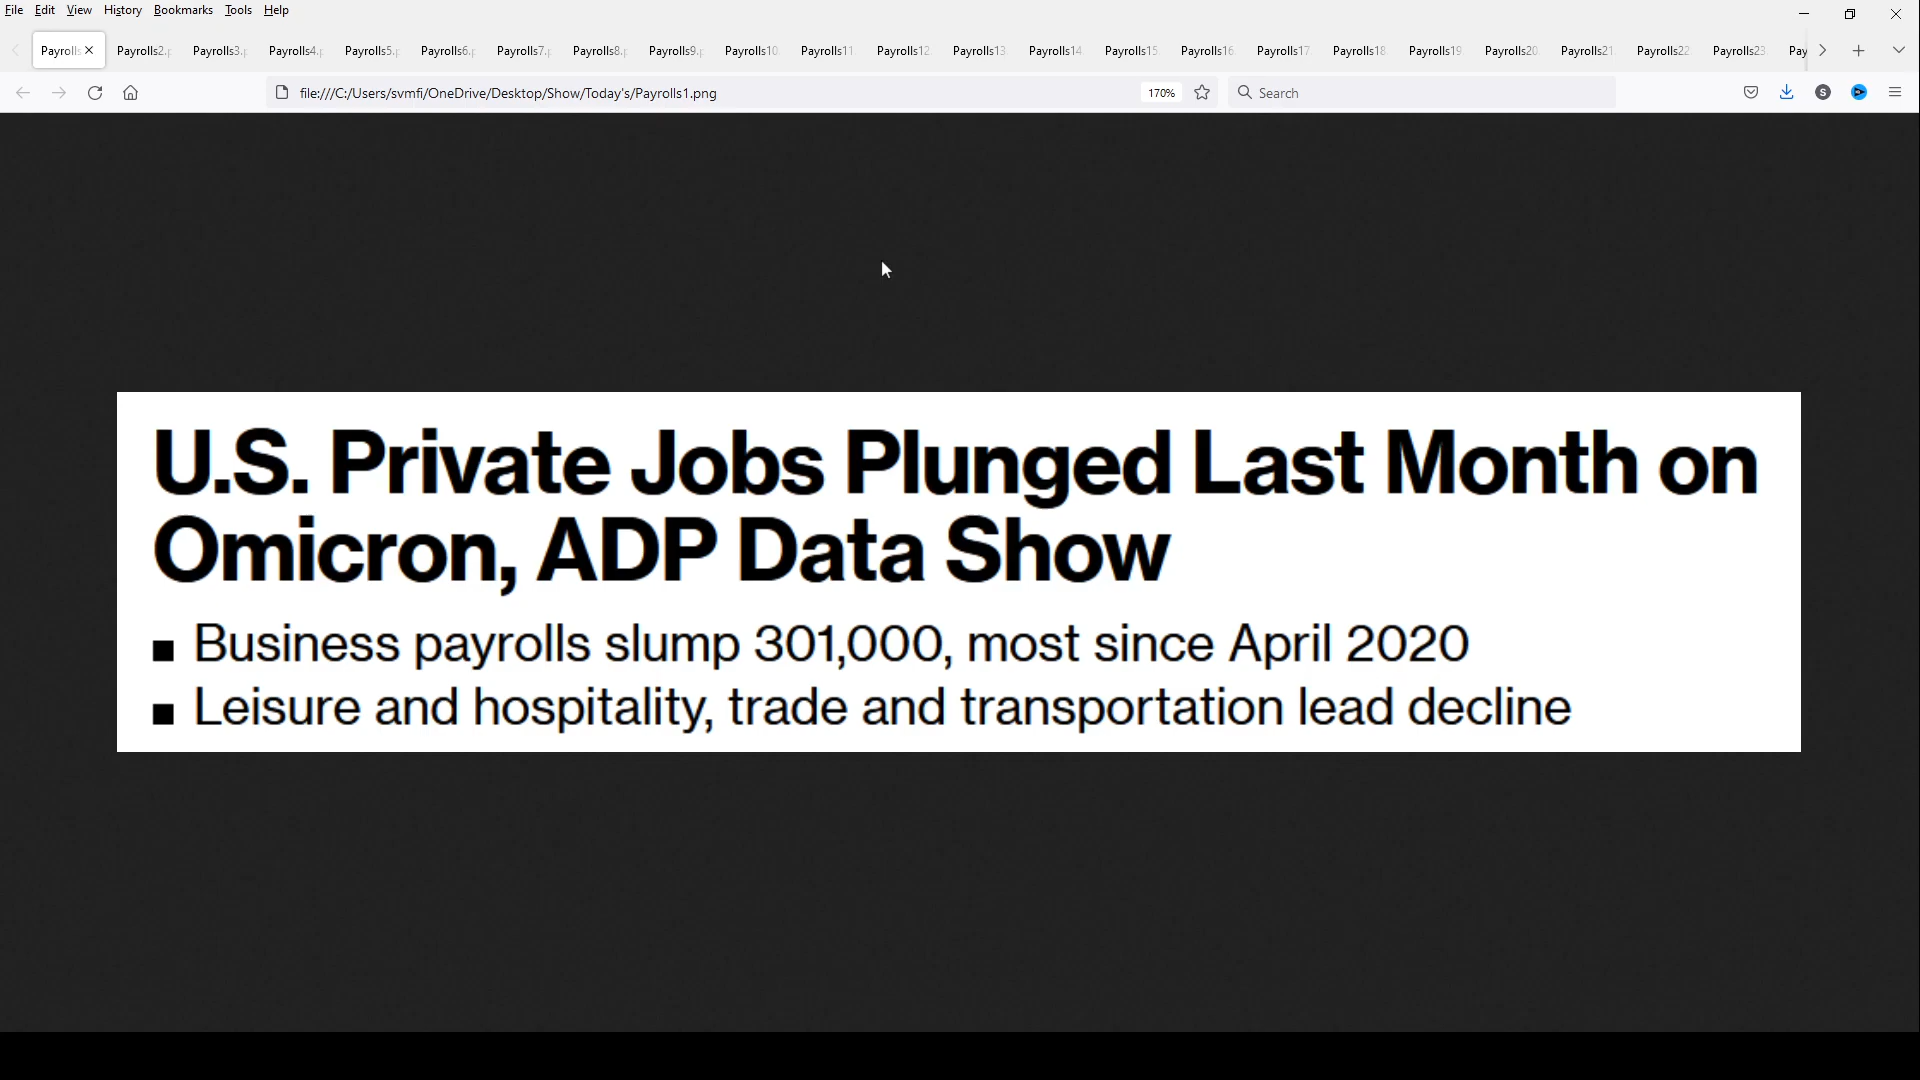 File Edit View History Bookmarks Tools Help
Payrolls Payrolls2.p Payrolls3.p Payrolls4.p Payrolls5.p Payrolls6.p Payrolls7.p Payrolls8.p Payrolls9.p Payrolls10. Payrolls11 Payrolls12. Payrolls13 Payrolls14 Payrolls15. Payrolls16 Payrolls17. Payrolls18. Payrolls19 Payrolls20. Payrolls21. Payrolls22. Payrolls23 Pay
file:///C:/Users/svmfi/OneDrive/Desktop/Show/Today's/Payrolls1.png 170% Search S
U.S. Private Jobs Plunged Last Month on
Omicron, ADP Data Show
■ Business payrolls slump 301,000, most since April 2020
■ Leisure and hospitality, trade and transportation lead decline